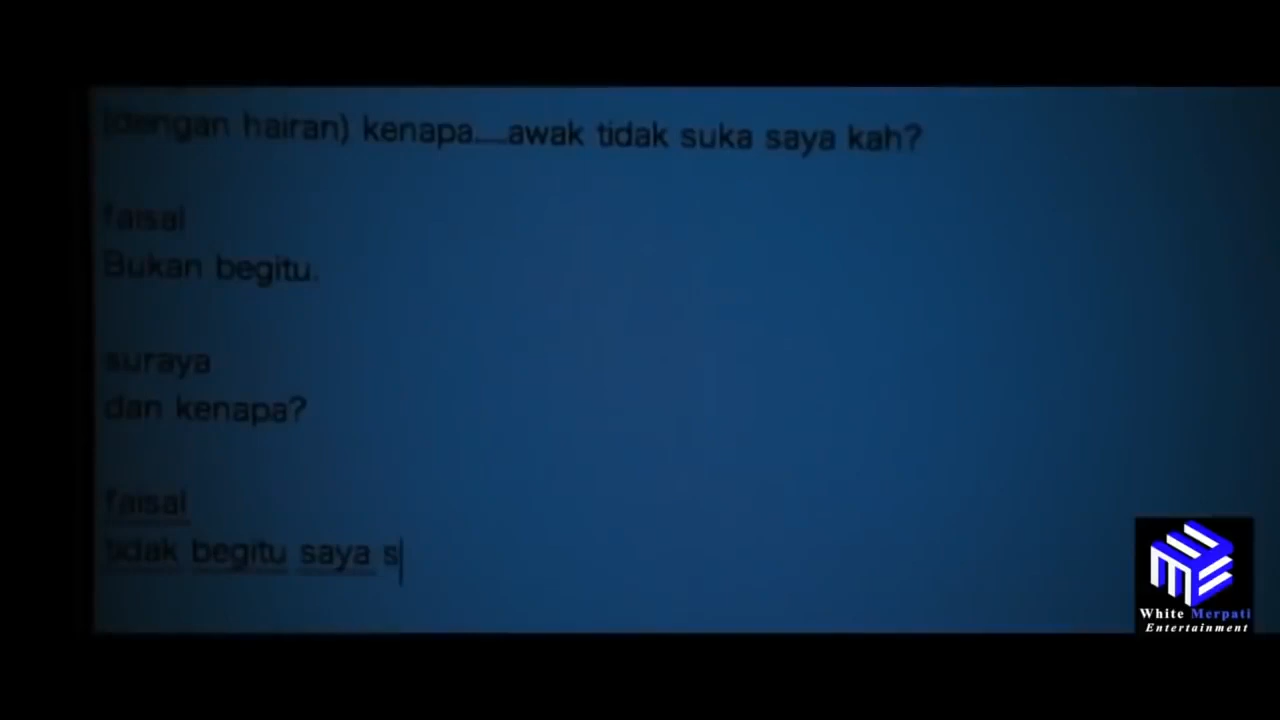 (dengan hairan) kenapa....awak tidak suka saya kah?
faisal
Bukan begitu.
suraya
dan kenapa?
faisal
tidak begitu saya s
White Merpati
Entertainment